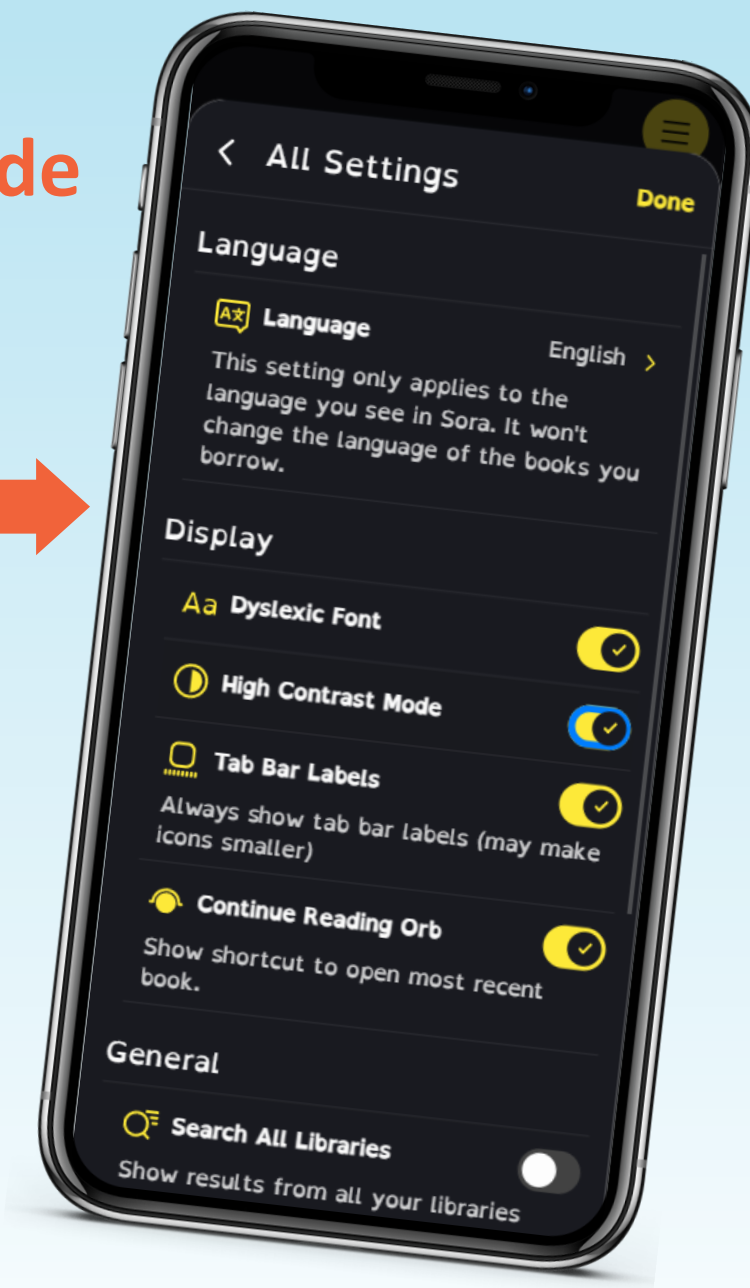 de
All Settings
Done
Language
Language
English
This setting only applies to the
language you see in Sora. It won't
change the language of the books you
borrow.
Display
Aa Dyslexic Font
High Contrast Mode
Tab Bar Labels
Always show tab bar labels (may make
icons smaller)
Continue Reading Orb
Show shortcut to open most recent
book.
General
Search All Libraries
Show results from all your libraries